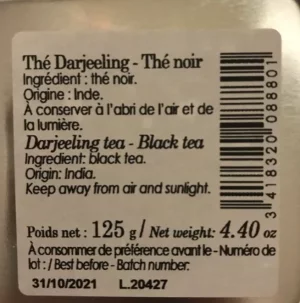 Thé Darjeeling - Thé noir
Ingrédient : thé noir.
Origine : Inde.
À conserver à l'abri de l'air et de
la lumière.
Darjeeling tea - Black tea
Ingredient: black tea.
Origin: India.
Keep away from air and sunlight.
Poids net : 125 g / Net weight: 4.40 oz
À consommer de préférence avant le - Numéro de
lot : / Best before - Batch number:
31/10/2021 L.20427
3 418320 088801